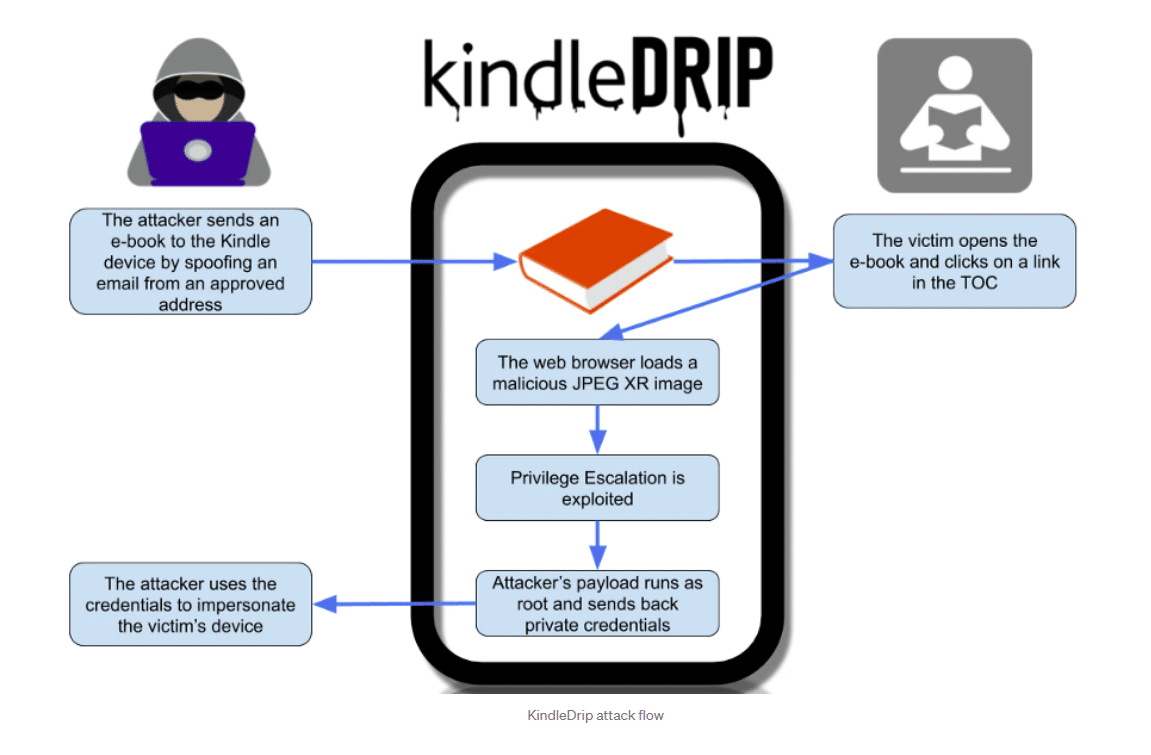 kindleDRIP
The attacker sends an
e-book to the Kindle
device by spoofing an
email from an approved
address
The victim opens the
e-book and clicks on a link
in the TOC
The web browser loads a
malicious JPEG XR image
Privilege Escalation is
exploited
Attacker's payload runs as
root and sends back
private credentials
The attacker uses the
credentials to impersonate
the victim's device
KindleDrip attack flow